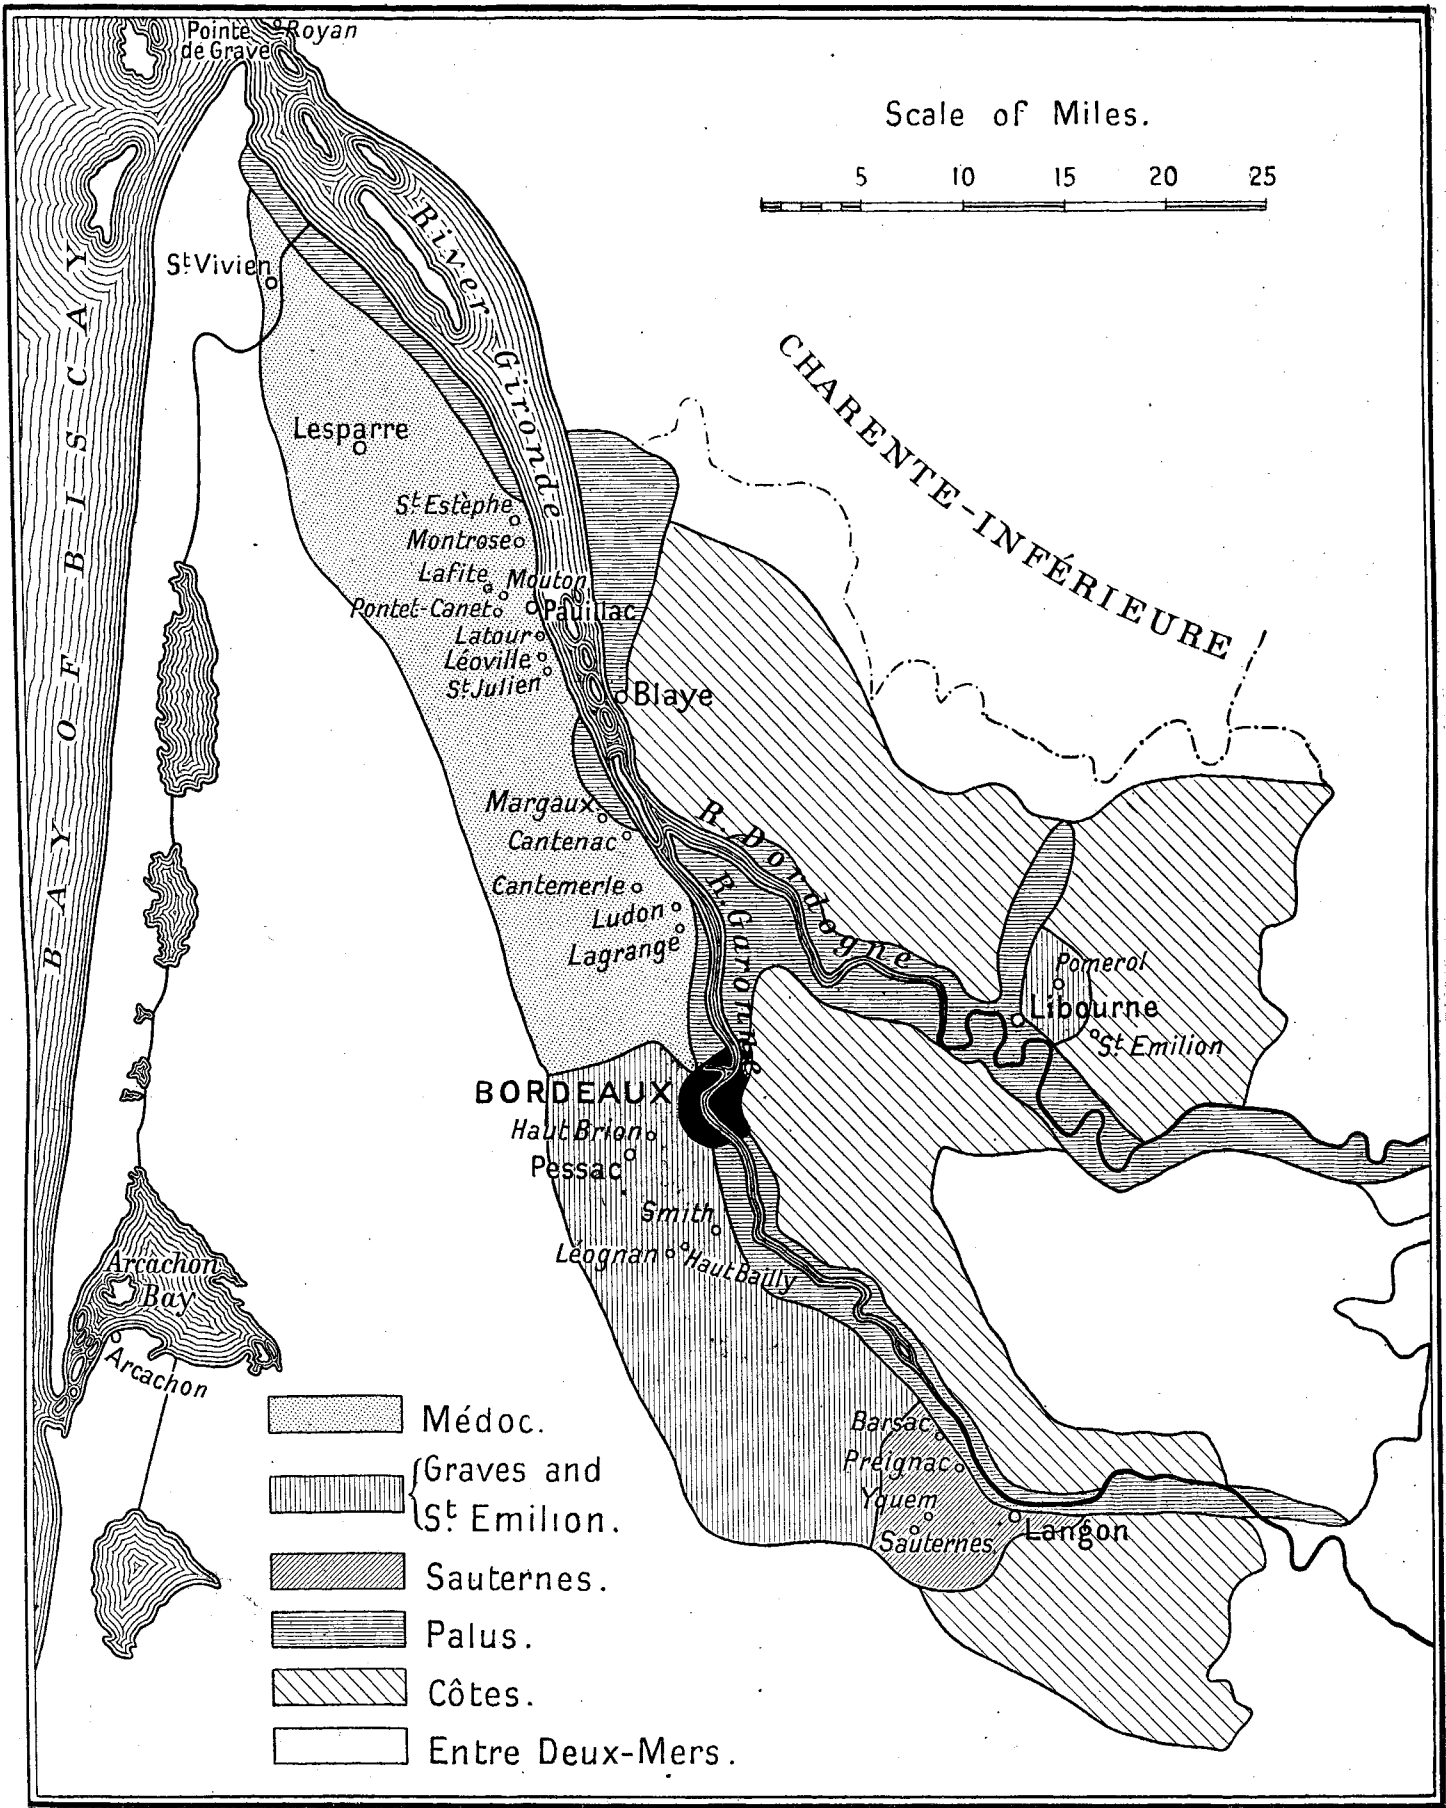 Pointe
de Grave
Royan
Scale of Miles.
5 10 15 20 25
River Gironde
St Vivien
BAY OF BISCAY
CHARENTE-INFÉRIEURE
Lesparre
St Estèphe
Montrose
Lafite
Mouton
Pontet-Canet
Pauillac
Latour
Léoville
St Julien
Blaye
Margaux
Cantenac
R. Dordogne
R. Garonne
Cantemerle
Ludon
Lagrange
Pomerol
Libourne
St Emilion
BORDEAUX
Haut Brion
Pessac
Smith
Léognan
Haut Bailly
Arcachon
Bay
Arcachon
Barsac
Preignac
Yquem
Sauternes
Langon
Médoc.
Graves and
St. Emilion.
Sauternes.
Palus.
Côtes.
Entre Deux-Mers.